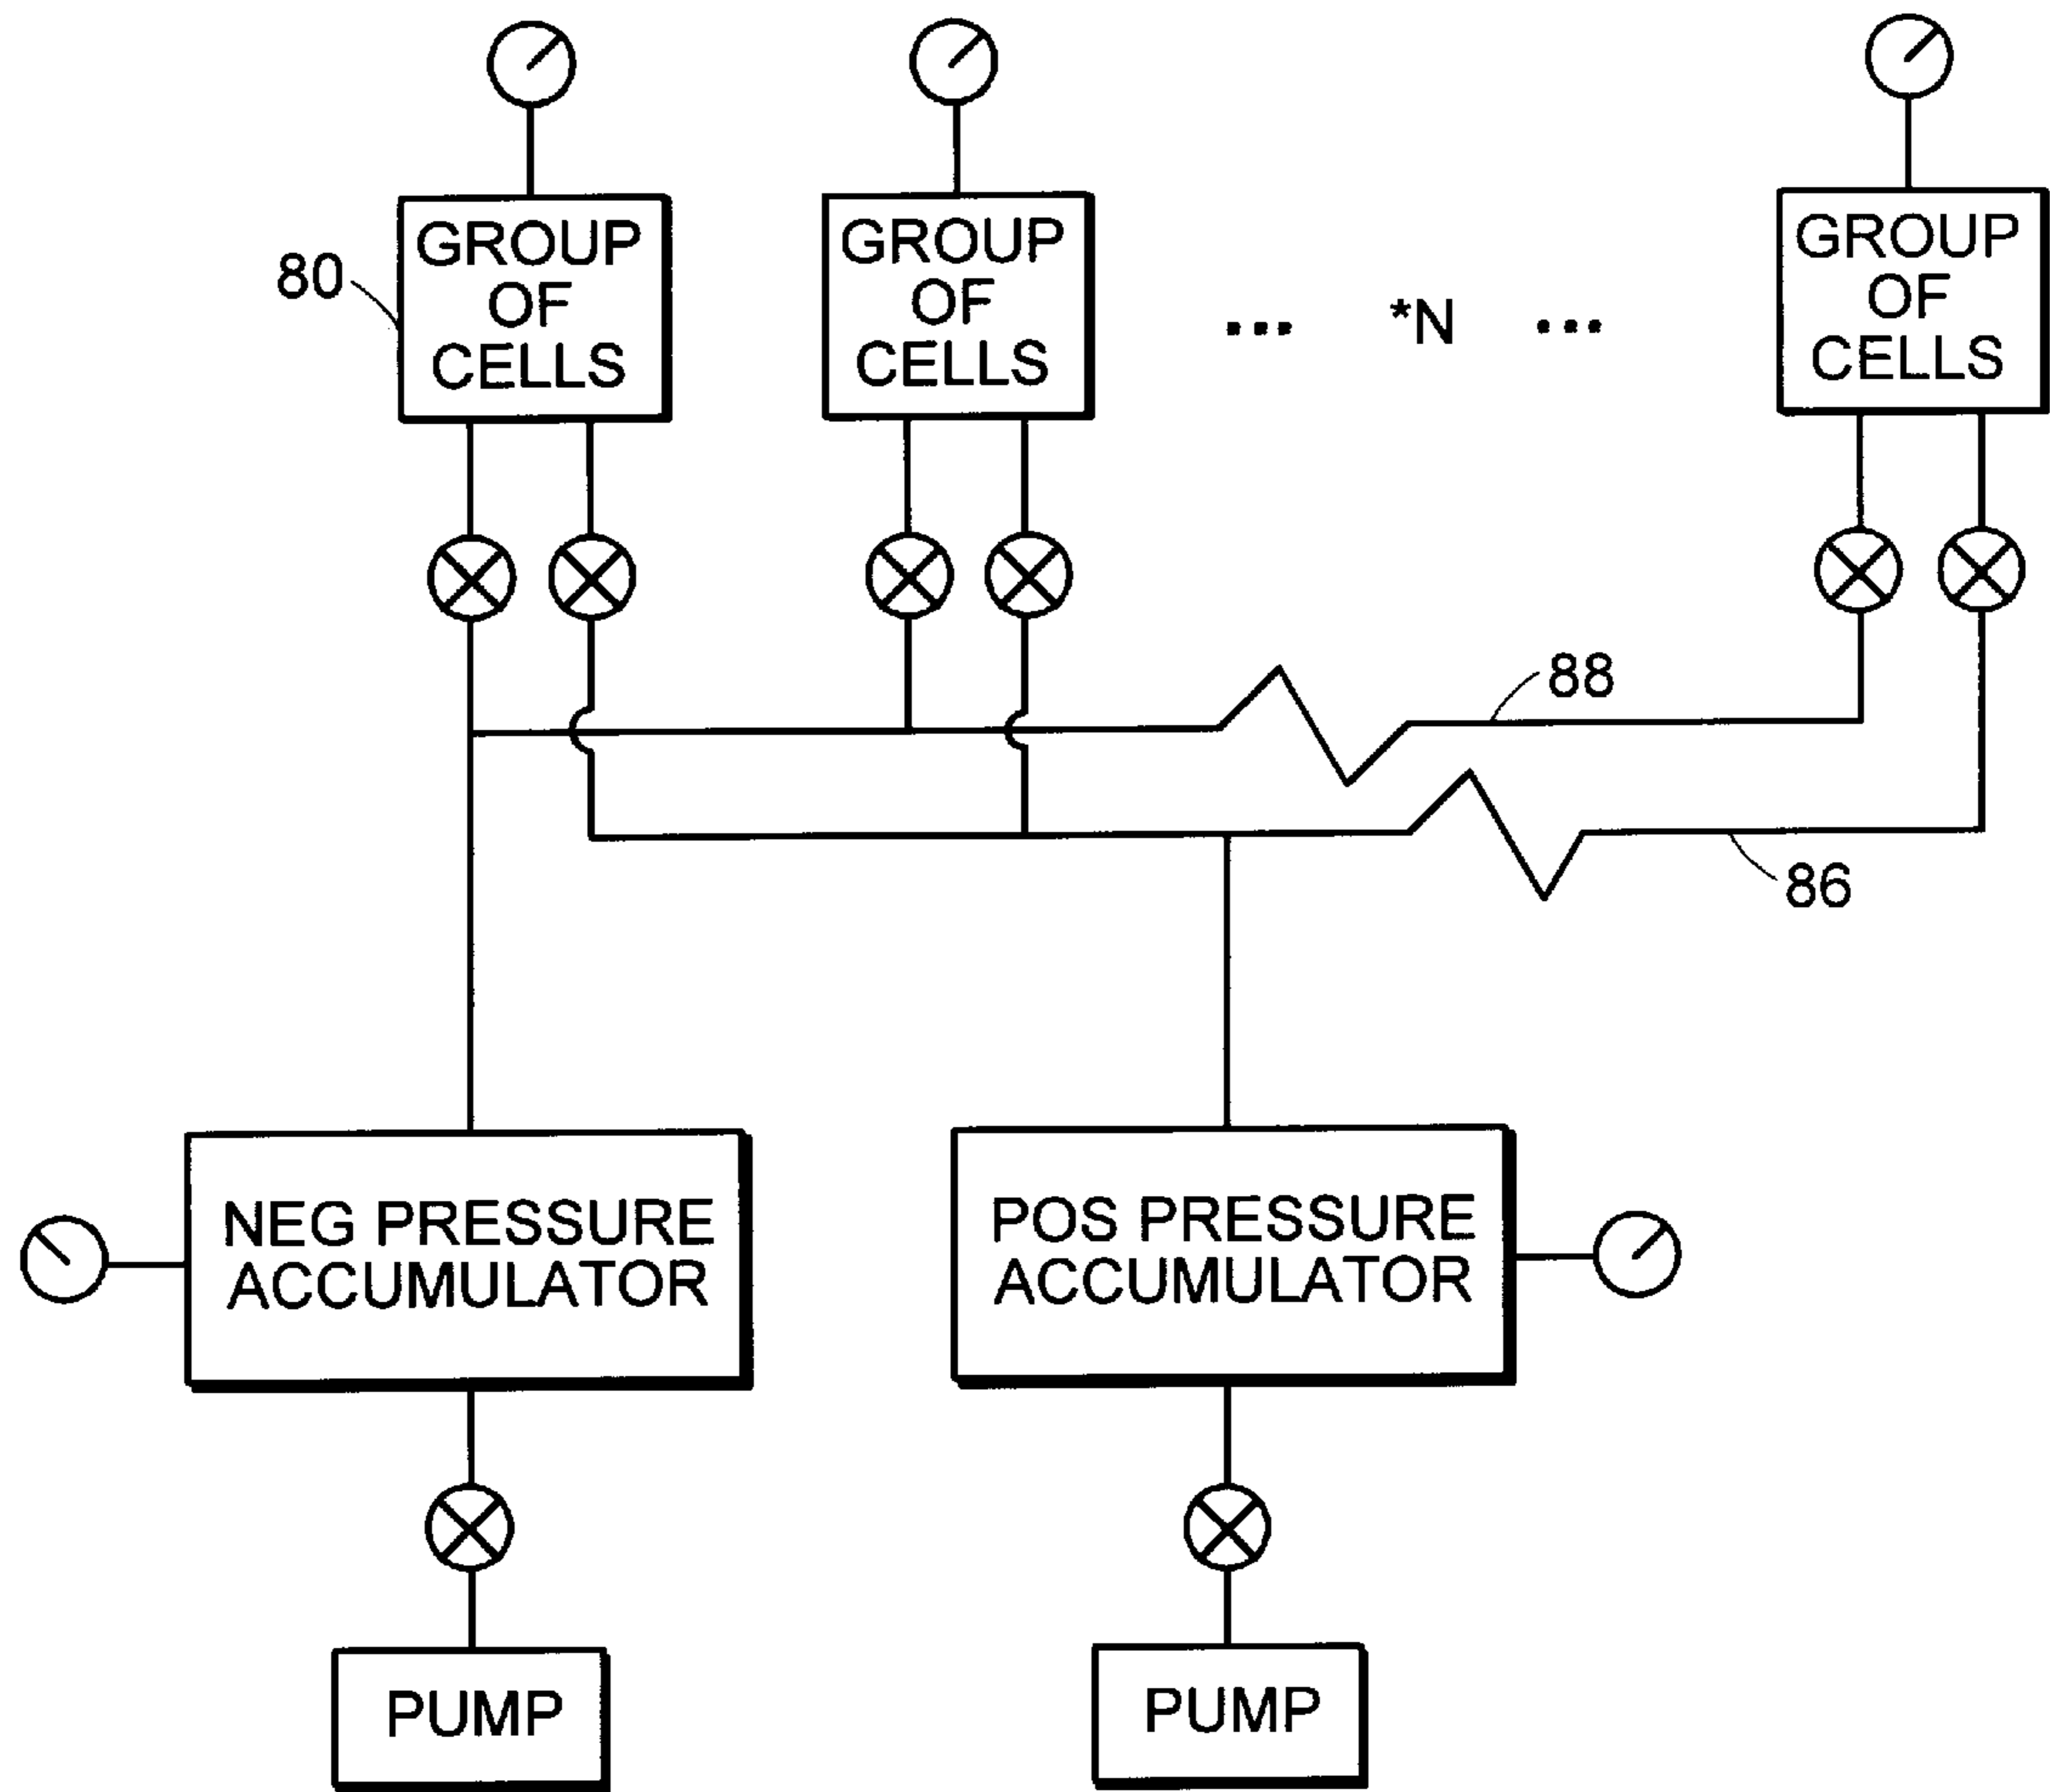 GROUP
OF
CELLS
80
GROUP
OF
CELLS
... *N ...
GROUP
OF
CELLS
88
86
NEG PRESSURE
ACCUMULATOR
POS PRESSURE
ACCUMULATOR
PUMP
PUMP